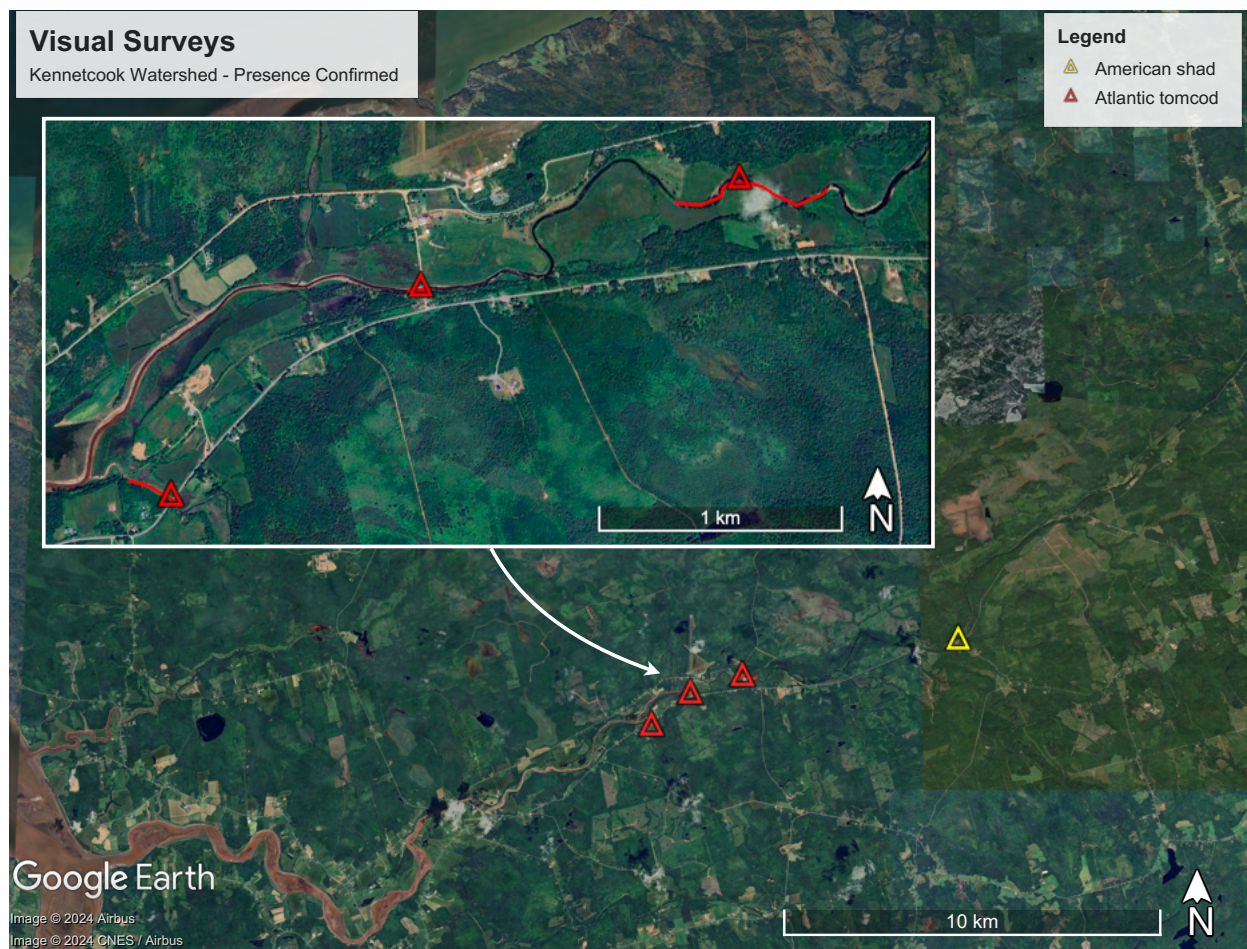 Visual Surveys
Kennetcook Watershed - Presence Confirmed
Legend
American shad
Atlantic tomcod
1 km
N
Google Earth
Image © 2024 Airbus
Image © 2024 CNES / Airbus
10 km
N